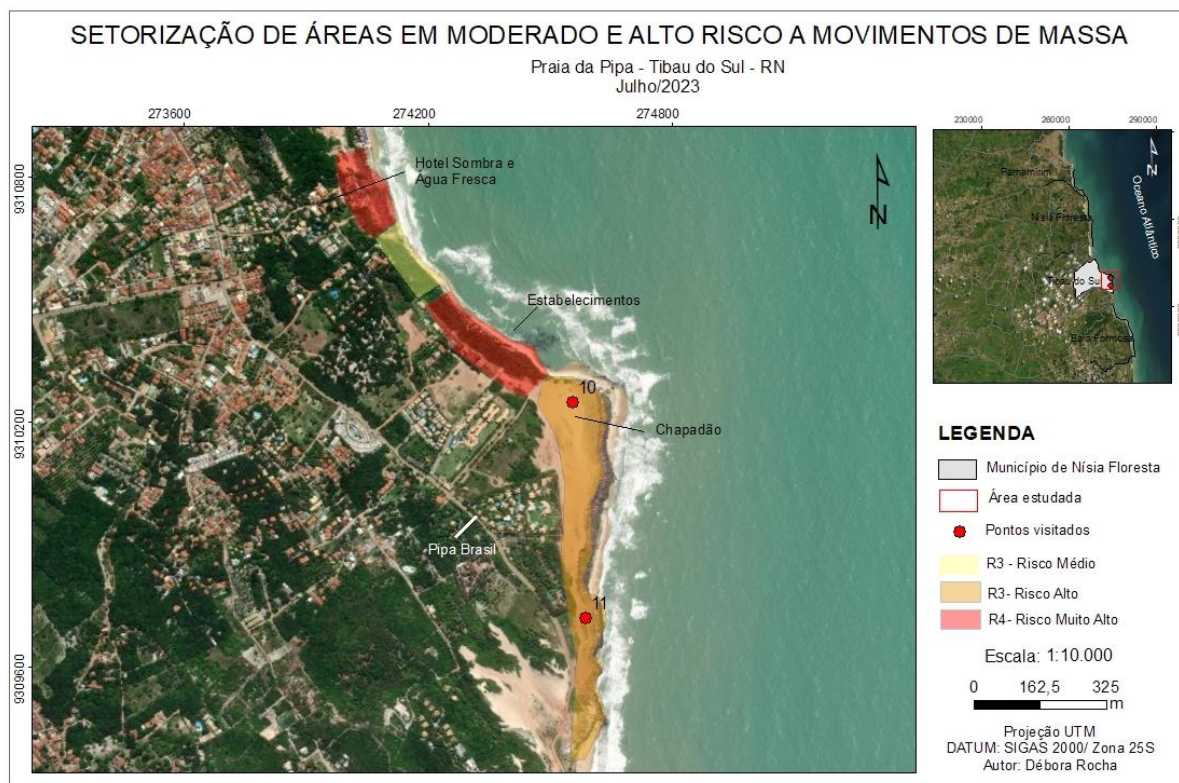 SETORIZAÇÃO DE ÁREAS EM MODERADO E ALTO RISCO A MOVIMENTOS DE MASSA
Praia da Pipa - Tibau do Sul - RN
Julho/2023
273600
274200
274800
9310800
9310200
9309600
Hotel Sombra e
Água Fresca
Estabelecimentos
10
Chapadão
Pipa Brasil
11
N
230000
260000
290000
N
Parnamirim
Nísia Floresta
Oceano Atlântico
Tibau do Sul
Baía Formosa
LEGENDA
Município de Nísia Floresta
Área estudada
Pontos visitados
R3 - Risco Médio
R3- Risco Alto
R4- Risco Muito Alto
Escala: 1:10.000
0 162,5 325
m
Projeção UTM
DATUM: SIGAS 2000/ Zona 25S
Autor: Débora Rocha